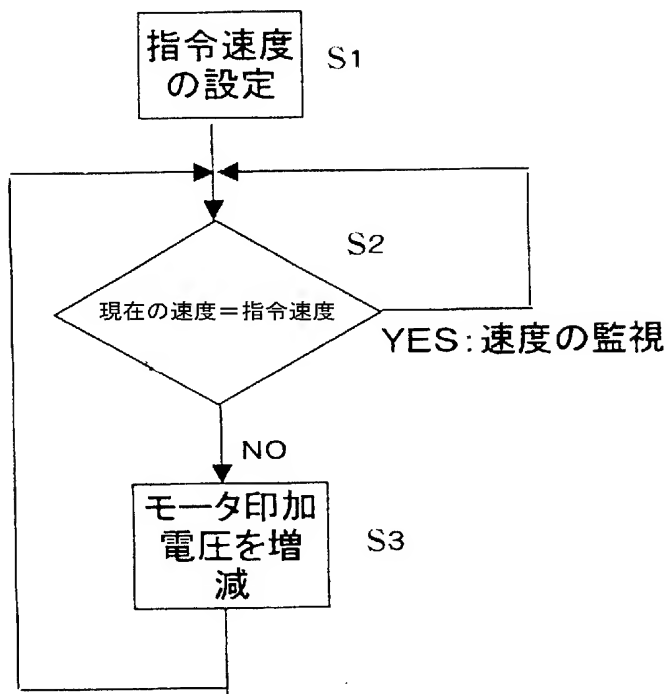 指令速度
の設定
S1
S2
現在の速度＝指令速度
YES：速度の監視
NO
モータ印加
電圧を増
減
S3